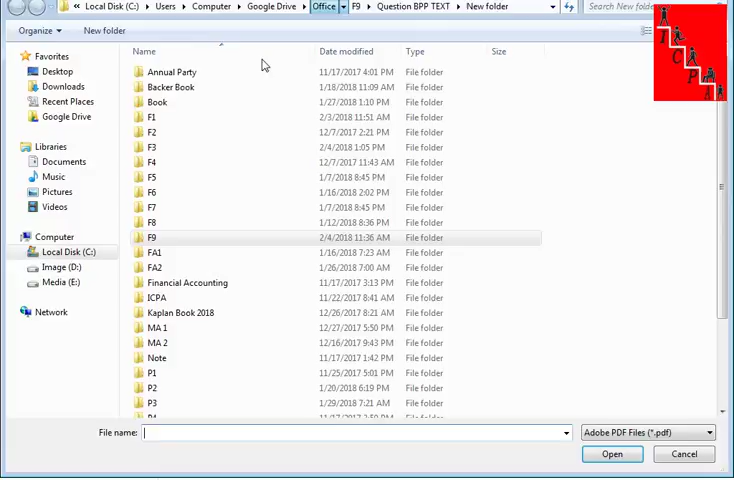 Local Disk (C:) Users Computer Google Drive Office F9 Question BPP TEXT New folder Search New folder
Organize New folder
Name Date modified Type Size
Favorites
Desktop
Downloads
Recent Places
Google Drive
Libraries
Documents
Music
Pictures
Videos
Computer
Local Disk (C:)
Image (D:)
Media (E:)
Network
Annual Party 11/17/2017 4:01 PM File folder
Backer Book 1/18/2018 11:09 AM File folder
Book 1/27/2018 1:10 PM File folder
F1 2/3/2018 11:51 AM File folder
F2 12/7/2017 2:21 PM File folder
F3 2/4/2018 1:05 PM File folder
F4 12/7/2017 11:43 AM File folder
F5 1/7/2018 8:45 PM File folder
F6 1/16/2018 2:02 PM File folder
F7 1/7/2018 8:45 PM File folder
F8 1/12/2018 8:36 PM File folder
F9 2/4/2018 11:36 AM File folder
FA1 1/16/2018 7:23 AM File folder
FA2 1/26/2018 7:00 AM File folder
Financial Accounting 11/17/2017 3:13 PM File folder
ICPA 11/22/2017 8:41 AM File folder
Kaplan Book 2018 12/26/2017 8:21 AM File folder
MA 1 12/27/2017 5:50 PM File folder
MA 2 12/16/2017 9:43 PM File folder
Note 11/17/2017 1:42 PM File folder
P1 11/25/2017 5:01 PM File folder
P2 1/20/2018 6:19 PM File folder
P3 1/29/2018 7:21 AM File folder
File name: Adobe PDF Files (*.pdf)
Open Cancel
I
C
P
A